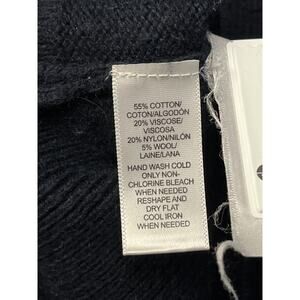 55% COTTON/
COTON/ALGODÓN
20% VISCOSE/
VISCOSA
20% NYLON/NILÓN
5% WOOL/
LAINE/LANA
HAND WASH COLD
ONLY NON-
CHLORINE BLEACH
WHEN NEEDED
RESHAPE AND
DRY FLAT
COOL IRON
WHEN NEEDED